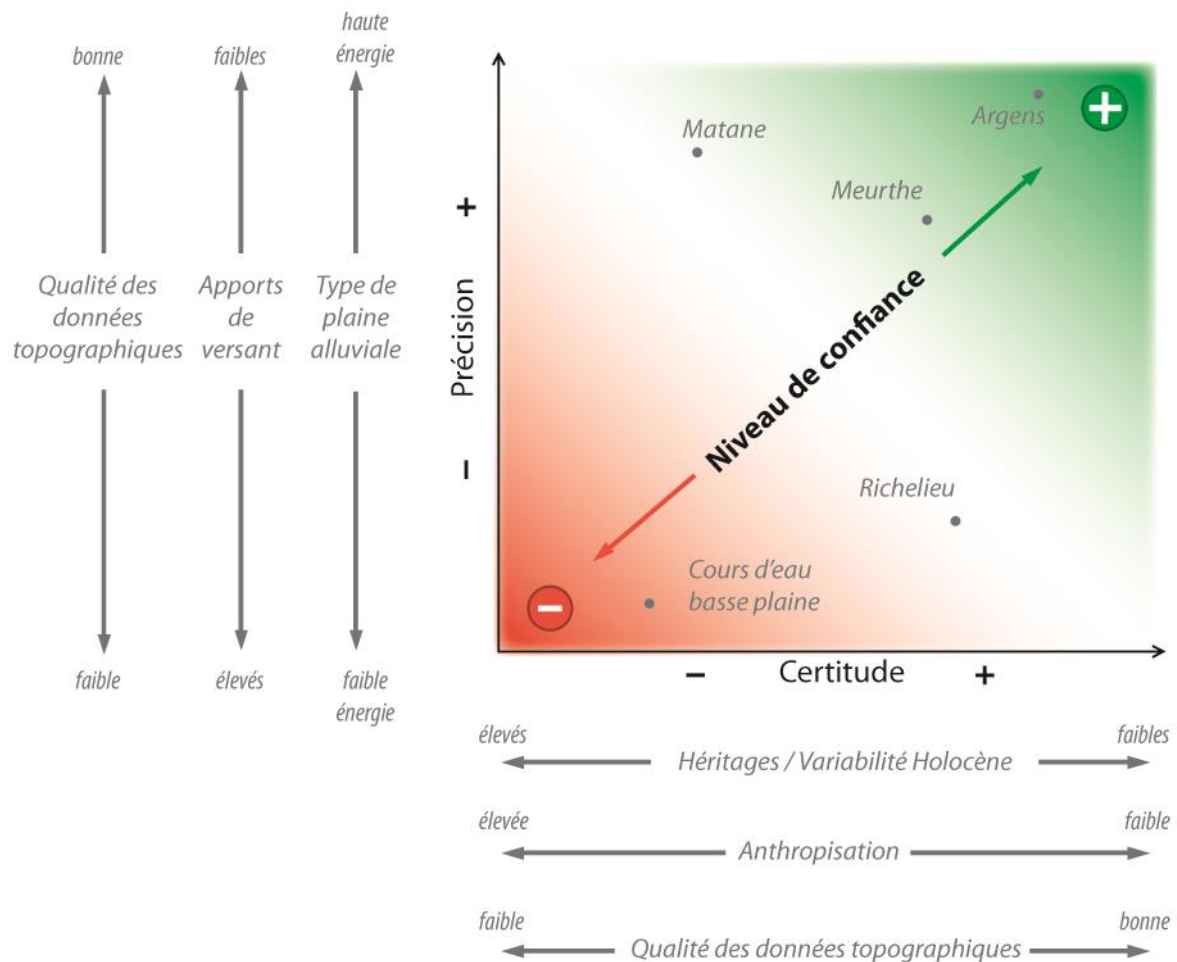 bonne
faibles
haute
énergie
Qualité des
données
topographiques
Apports
de
versant
Type de
plaine
alluviale
faible
élevés
faible
énergie
Précision
+
–
Matane
Argens
+
Meurthe
Niveau de confiance
Richelieu
Cours d'eau
basse plaine
–
– Certitude +
élevés
faibles
Héritages / Variabilité Holocène
élevée
faible
Anthropisation
faible
bonne
Qualité des données topographiques